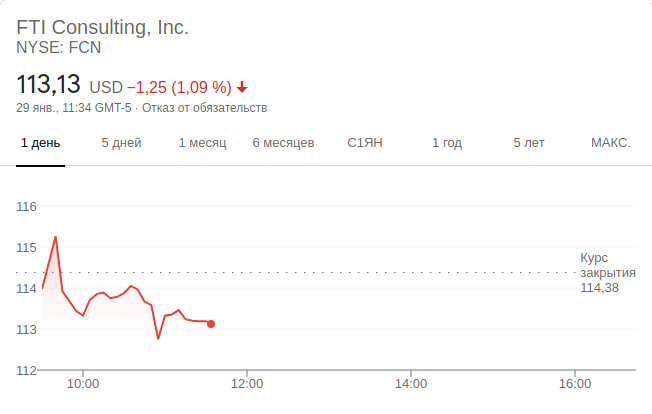 FTI Consulting, Inc.
NYSE: FCN
113,13 USD −1,25 (1,09 %)
29 янв., 11:34 GMT-5 · Отказ от обязательств
1 день 5 дней 1 месяц 6 месяцев С1ЯН 1 год 5 лет МАКС.
116
115
Курс
закрытия
114,38
114
113
112
10:00 12:00 14:00 16:00